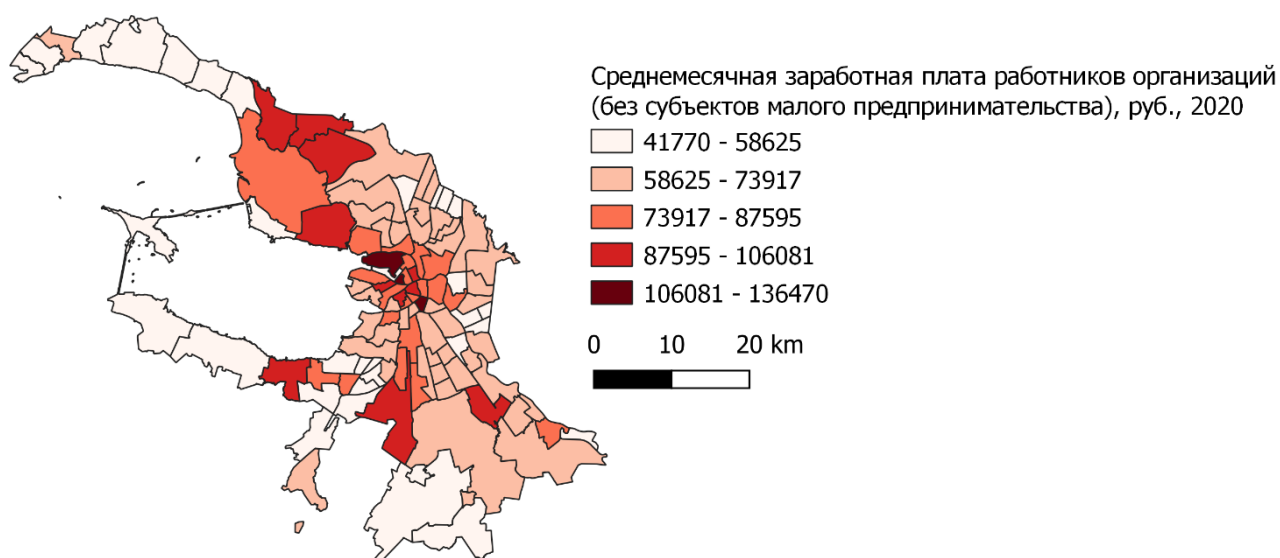 Среднемесячная заработная плата работников организаций
(без субъектов малого предпринимательства), руб., 2020
41770 - 58625
58625 - 73917
73917 - 87595
87595 - 106081
106081 - 136470
0 10 20 km